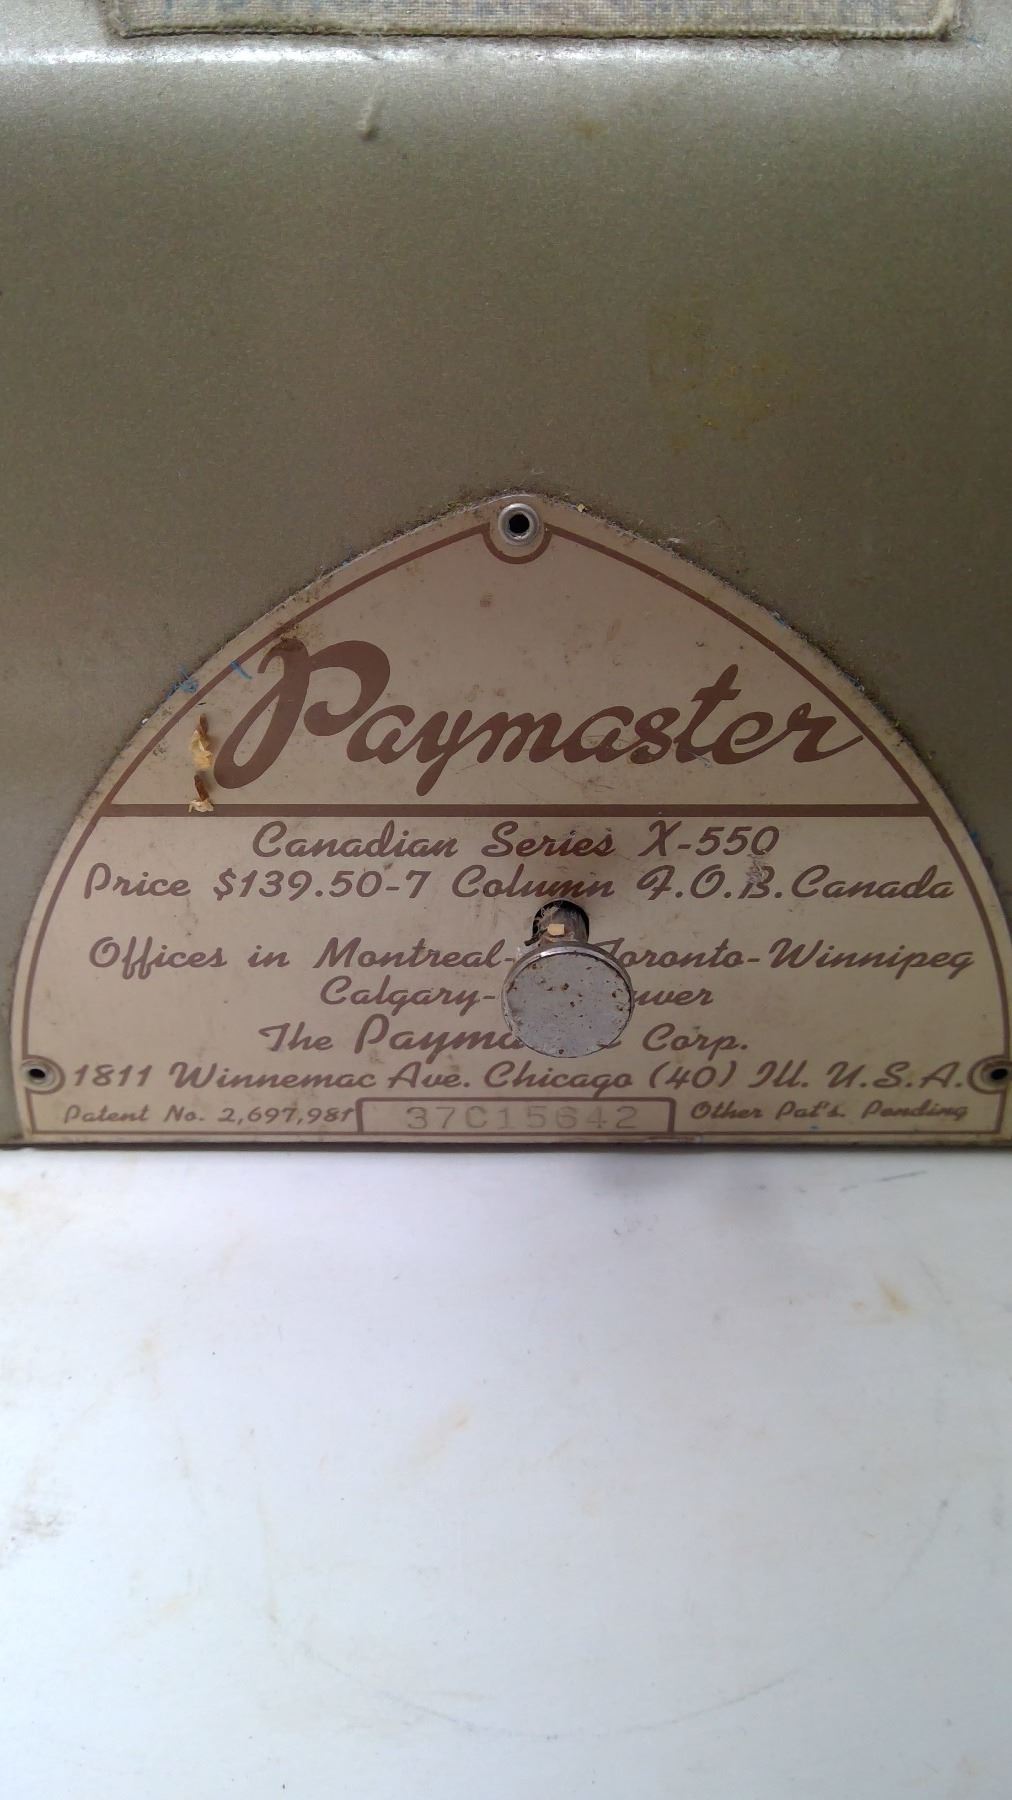 Paymaster
Canadian Series X-550
Price $139.50-7 Column F.O.B. Canada
Offices in Montreal- Toronto-Winnipeg
Calgary-
The Corp.
1811 Winnemac Ave. Chicago (40) Ill. U.S.A.
Patent No. 2,697,981 37C15642 Other Pat's. Pending